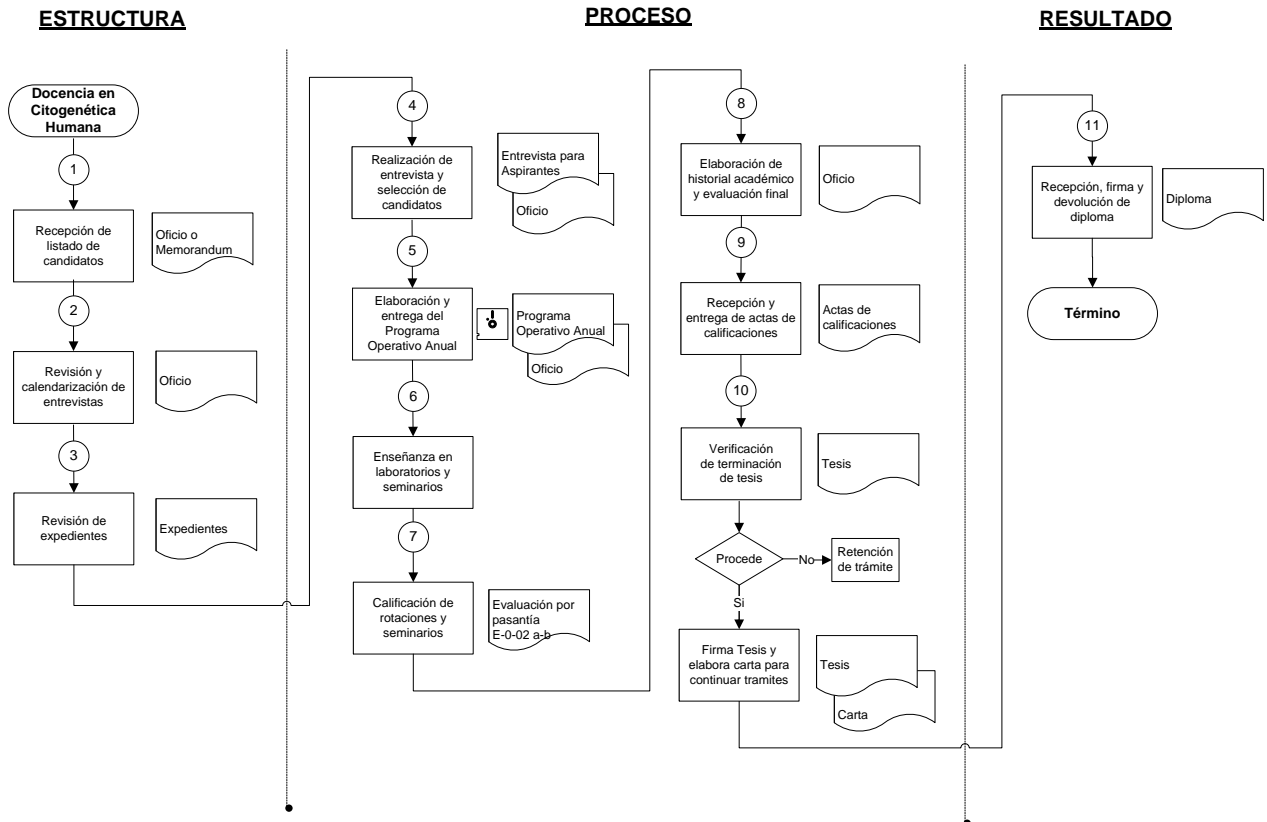 ESTRUCTURA
PROCESO
RESULTADO
Docencia en
Citogenética
Humana
1
Recepción de
listado de
candidatos
Oficio o
Memorandum
2
Revisión y
calendarización de
entrevistas
Oficio
3
Revisión de
expedientes
Expedientes
4
Realización de
entrevista y
selección de
candidatos
Entrevista para
Aspirantes
Oficio
5
Elaboración y
entrega del
Programa
Operativo Anual
Programa
Operativo Anual
Oficio
6
Enseñanza en
laboratorios y
seminarios
7
Calificación de
rotaciones y
seminarios
Evaluación por
pasantía
E-0-02 a-b
8
Elaboración de
historial académico
y evaluación final
Oficio
9
Recepción y
entrega de actas de
calificaciones
Actas de
calificaciones
10
Verificación
de terminación
de tesis
Tesis
Procede
No
Retención
de trámite
Si
Firma Tesis y
elabora carta para
continuar tramites
Tesis
Carta
11
Recepción, firma y
devolución de
diploma
Diploma
Término